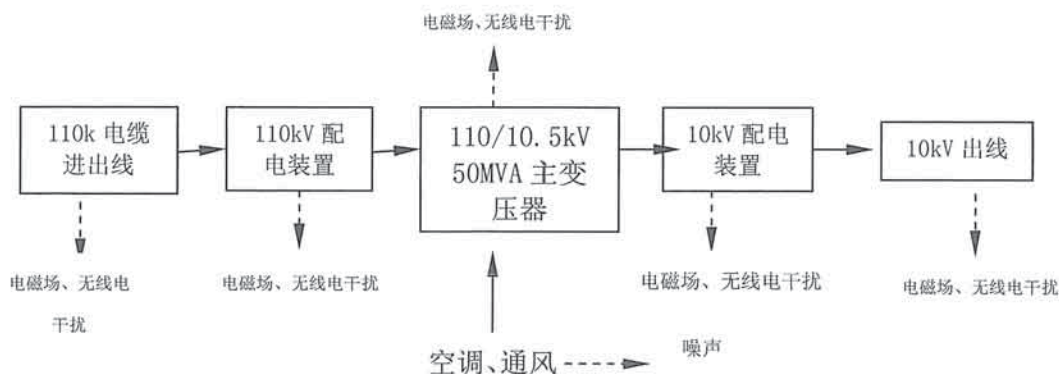 电磁场、无线电干扰
110k 电缆
进出线
110kV 配
电装置
110/10.5kV
50MVA 主变
压器
10kV 配电
装置
10kV 出线
电磁场、无线电
干扰
电磁场、无线电干扰
电磁场、无线电干扰
电磁场、无线电干扰
空调、通风
噪声